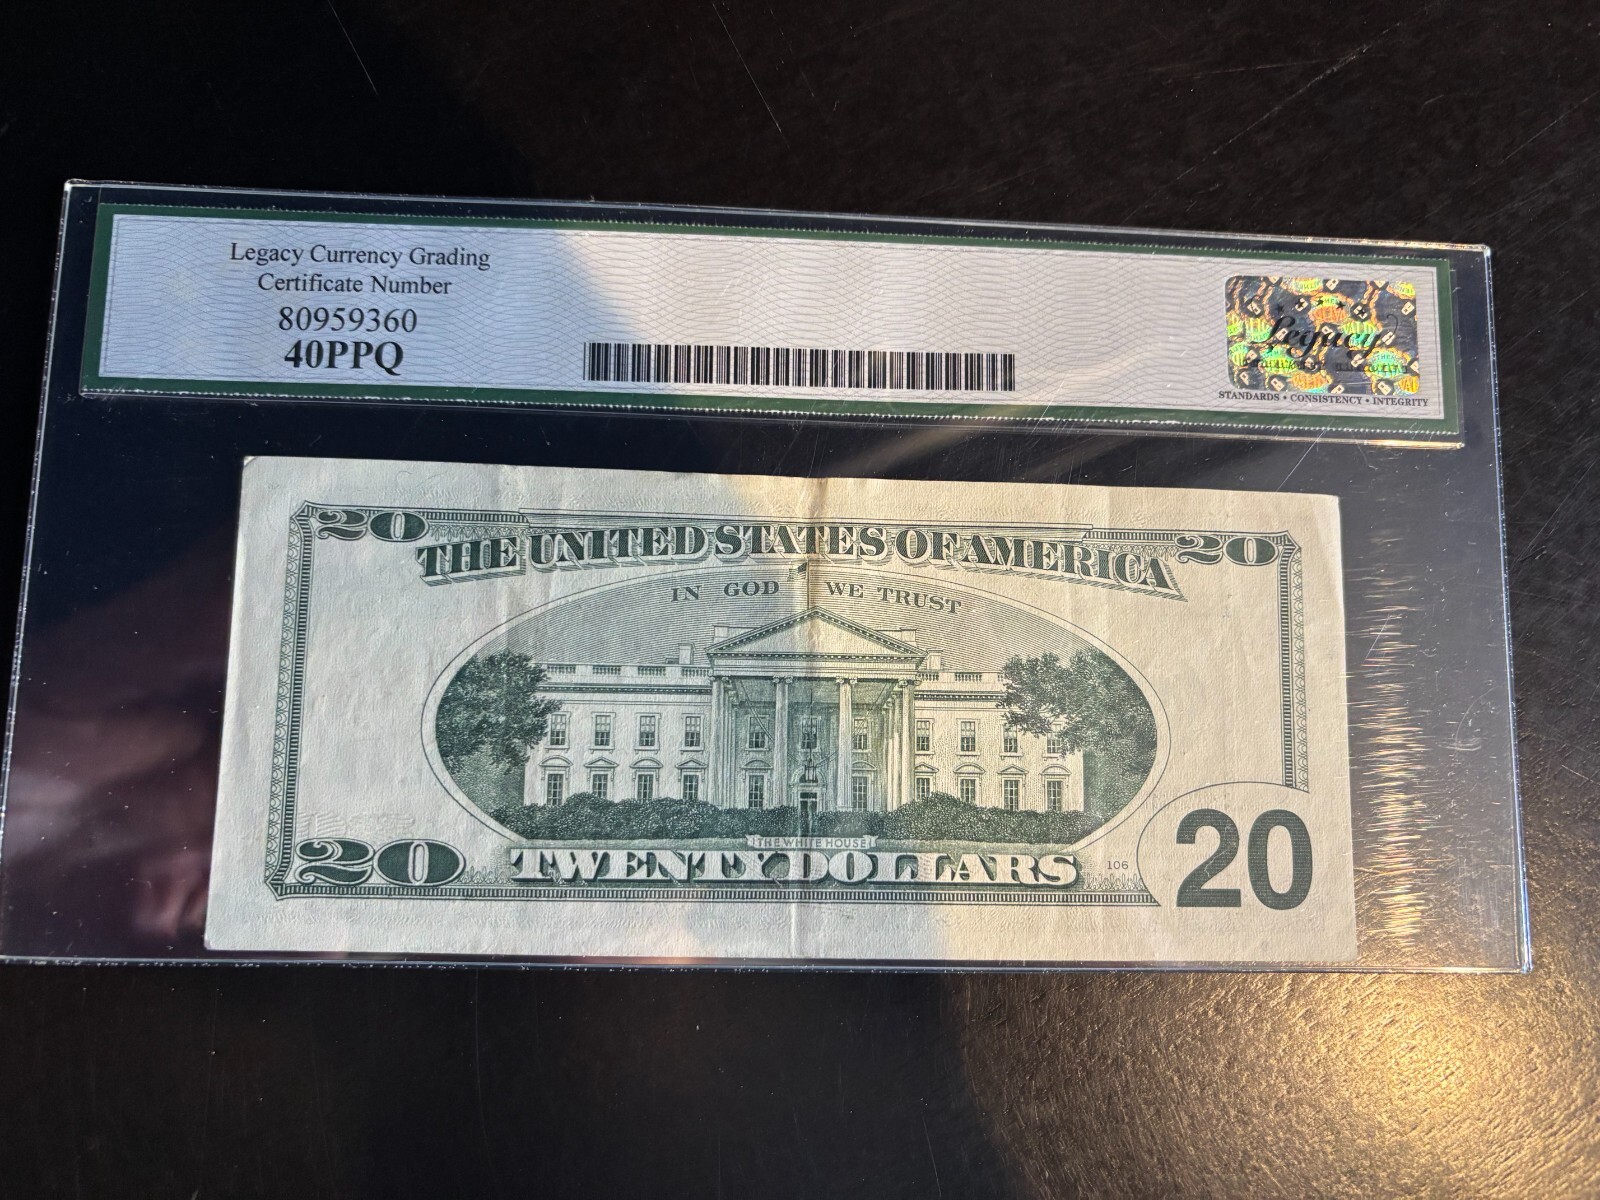 Legacy Currency Grading
Certificate Number
80959360
40PPQ
Legacy
STANDARDS • CONSISTENCY • INTEGRITY
20 THE UNITED STATES OF AMERICA 20
IN GOD WE TRUST
THE WHITE HOUSE
20 TWENTY DOLLARS 106 20